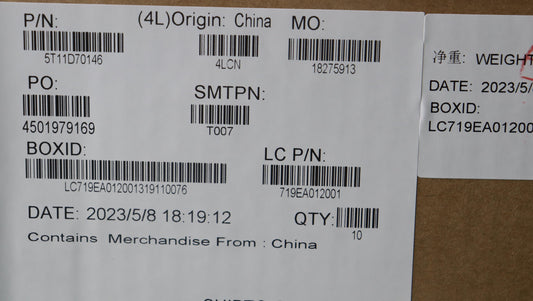 P/N: (4L)Origin: China MO:
5T11D70146 4LCN 18275913
PO: SMTPN:
4501979169 T007
BOXID: LC P/N:
LC719EA012001319110076 719EA012001
DATE: 2023/5/8 18:19:12 QTY:
10
Contains Merchandise From : China
净重: WEIGHT
DATE: 2023/5/
BOXID:
LC719EA012000